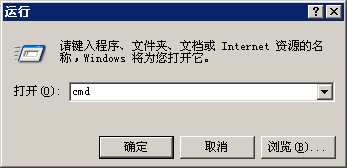 运行
请键入程序、文件夹、文档或 Internet 资源的名
称，Windows 将为您打开它。
打开(O): cmd
确定 取消 浏览(B)...